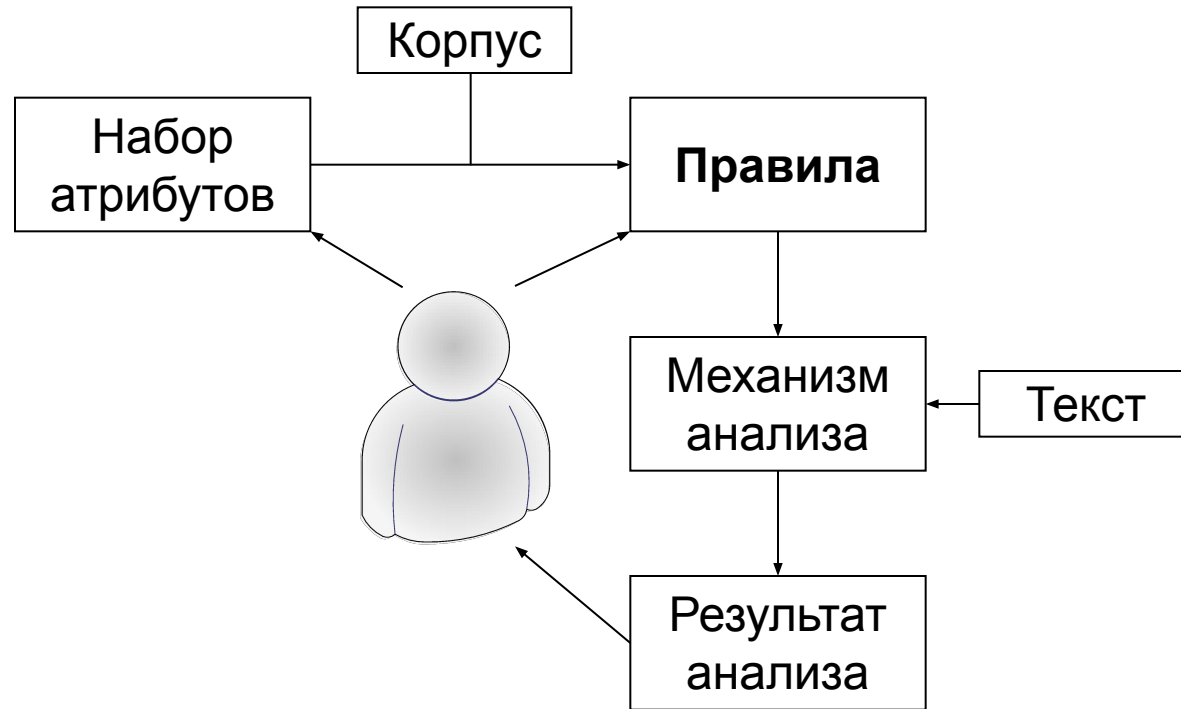 Корпус
Набор
атрибутов
Правила
Механизм
анализа
Текст
Результат
анализа